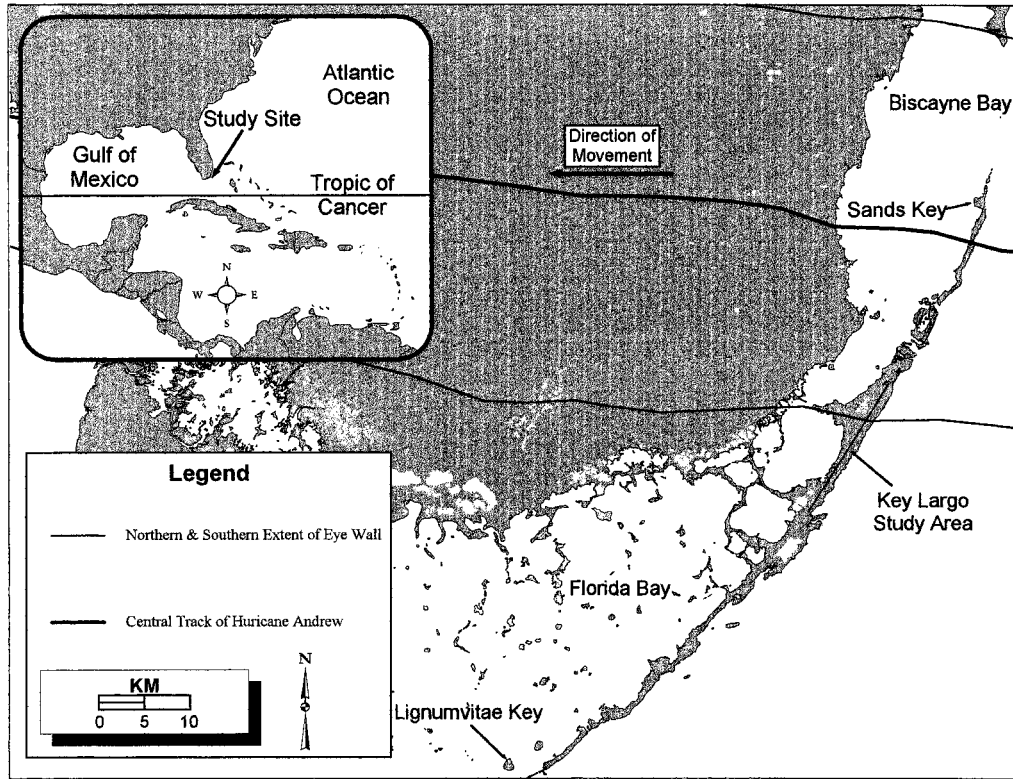 Atlantic
Ocean
Study Site
Gulf of
Mexico
Tropic of
Cancer
N
W E
S
Direction of
Movement
Biscayne Bay
Sands Key
Key Largo
Study Area
Florida Bay
Lignumvitae Key
Legend
Northern & Southern Extent of Eye Wall
Central Track of Huricane Andrew
KM
0 5 10
N